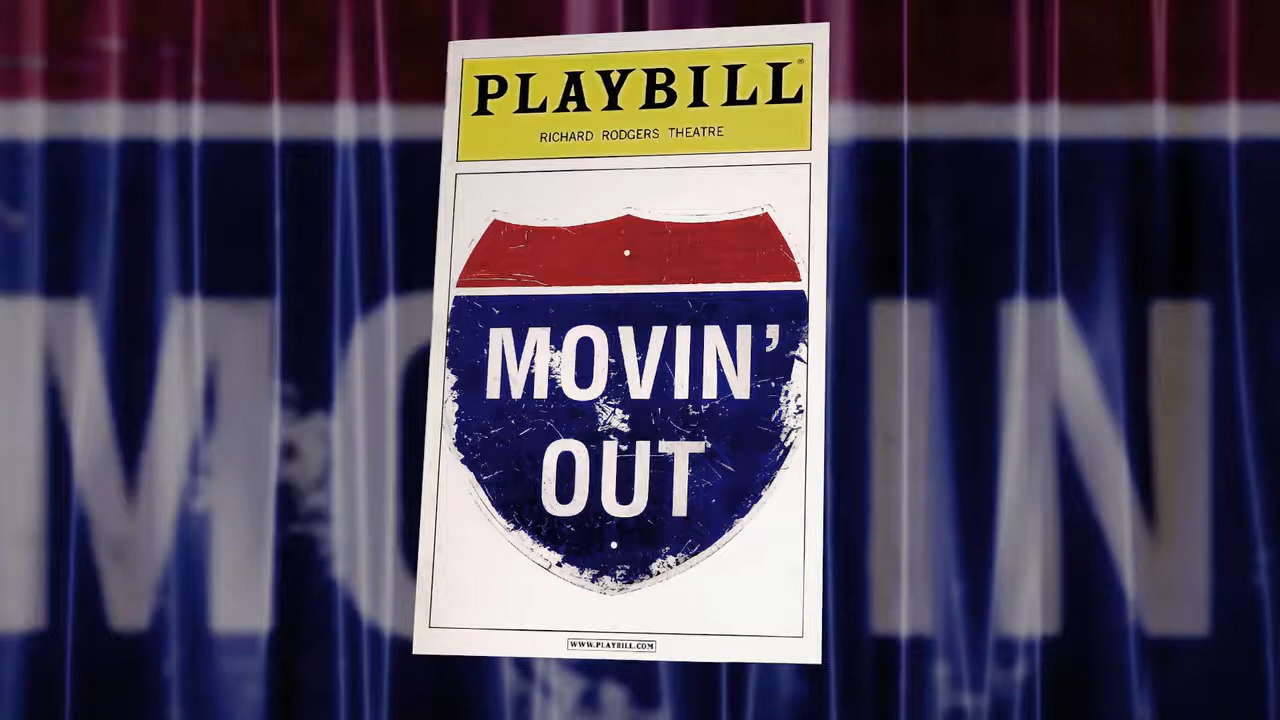 PLAYBILL®
RICHARD RODGERS THEATRE
MOVIN’
OUT
WWW.PLAYBILL.COM